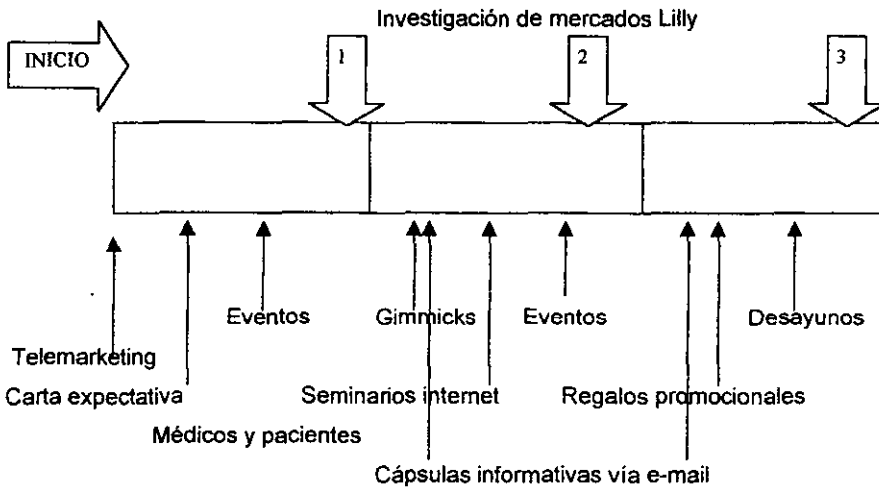 Investigación de mercados Lilly
INICIO
1
2
3
Eventos
Gimmicks
Eventos
Desayunos
Telemarketing
Carta expectativa
Seminarios internet
Regalos promocionales
Médicos y pacientes
Cápsulas informativas vía e-mail